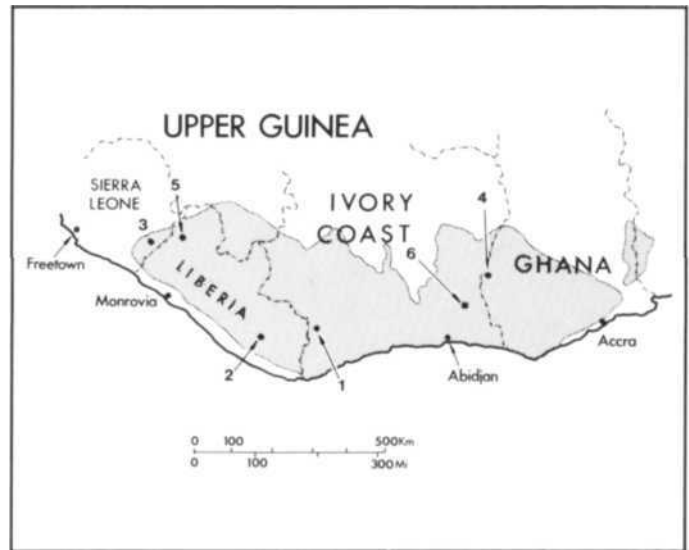 UPPER GUINEA
SIERRA
LEONE
5
IVORY
COAST
4
3
6
GHANA
Freetown
LIBERIA
Monrovia
Accra
2
1
Abidjan
0 100 500Km
0 100 300Mi